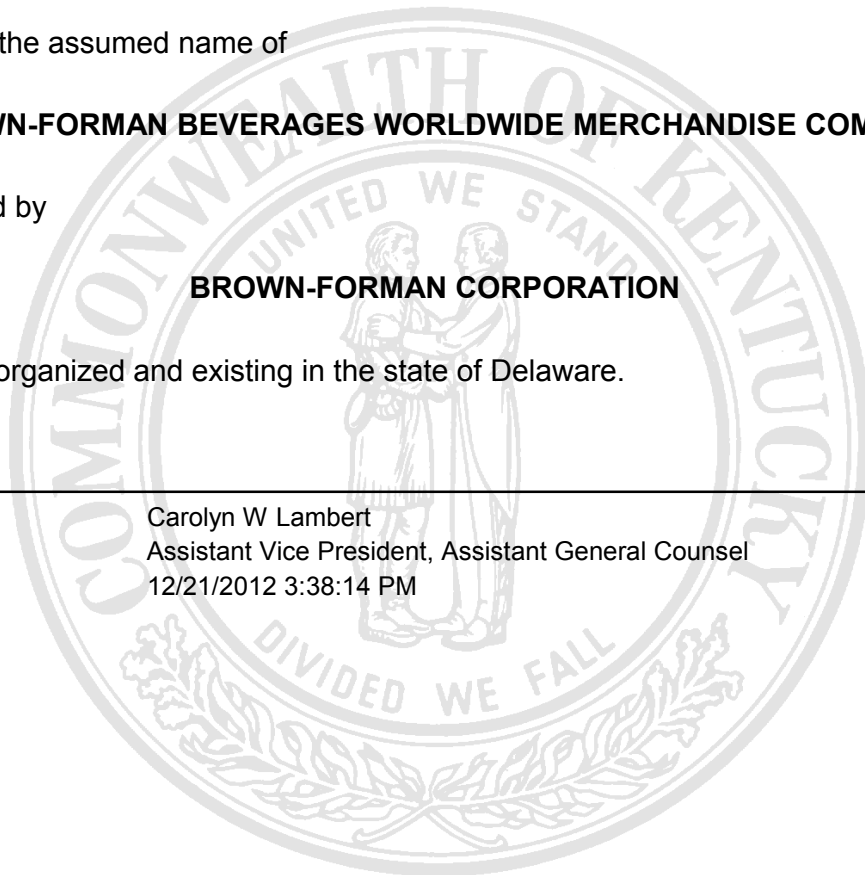 the assumed name of
WN-FORMAN BEVERAGES WORLDWIDE MERCHANDISE COM
d by
BROWN-FORMAN CORPORATION
organized and existing in the state of Delaware.
Carolyn W Lambert
Assistant Vice President, Assistant General Counsel
12/21/2012 3:38:14 PM
COMMONWEALTH OF KENTUCKY
UNITED WE STAND
DIVIDED WE FALL